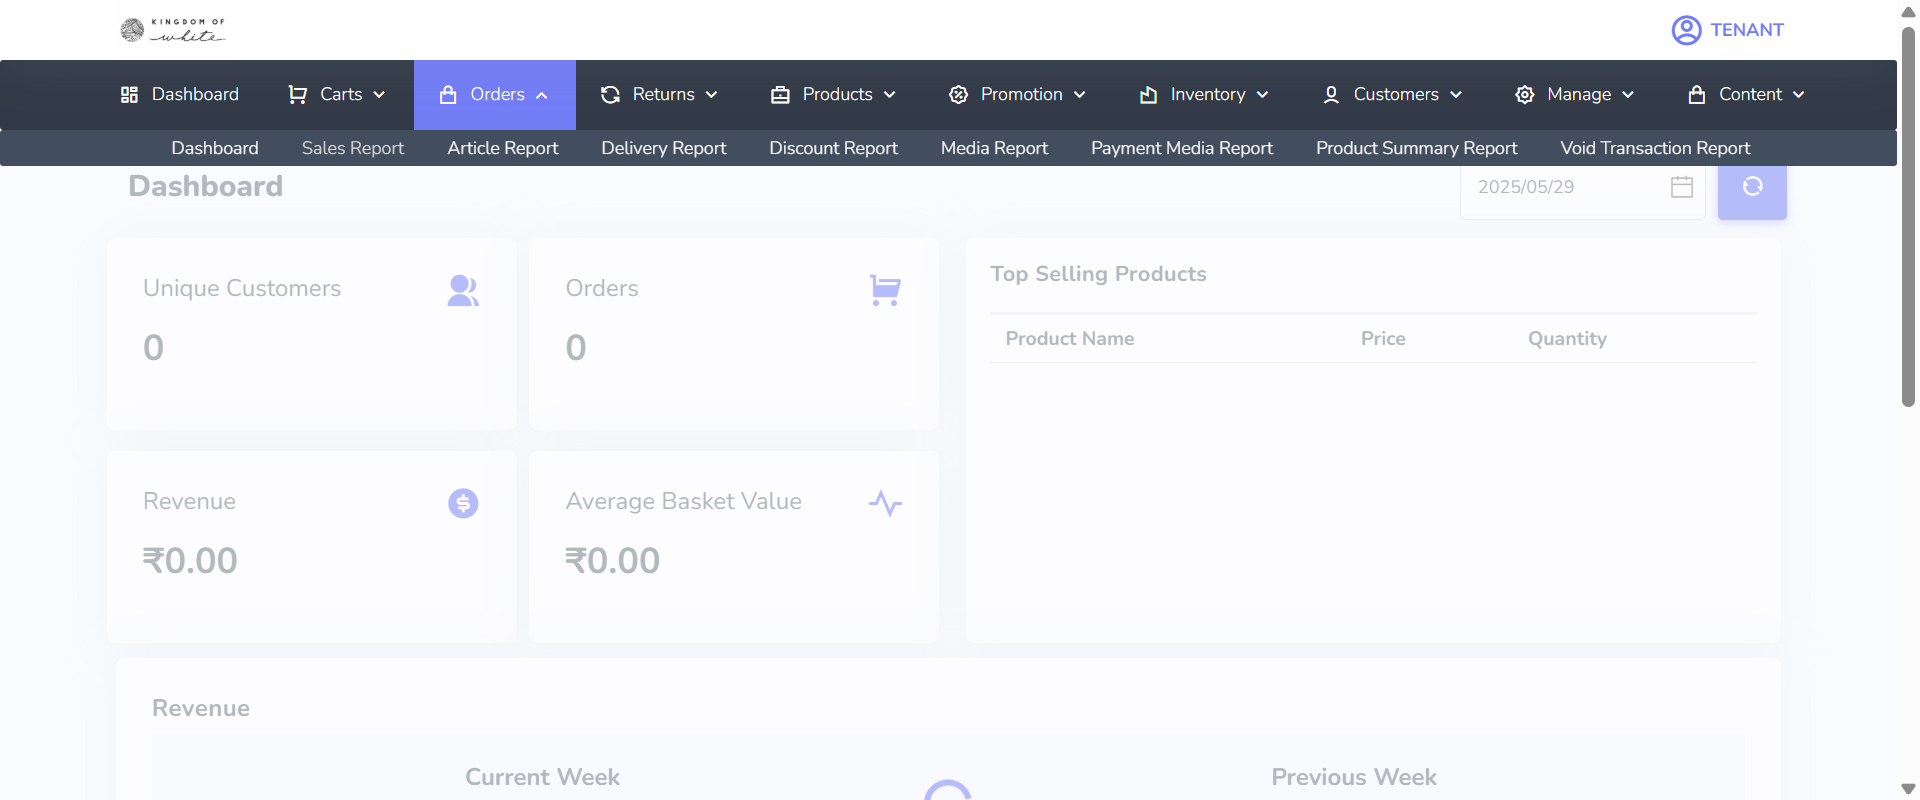 KINGDOM OF
white
TENANT
Dashboard Carts Orders Returns Products Promotion Inventory Customers Manage Content
Dashboard Sales Report Article Report Delivery Report Discount Report Media Report Payment Media Report Product Summary Report Void Transaction Report
Dashboard
2025/05/29
Unique Customers
0
Orders
0
Top Selling Products
Product Name Price Quantity
Revenue
₹0.00
Average Basket Value
₹0.00
Revenue
Current Week Previous Week